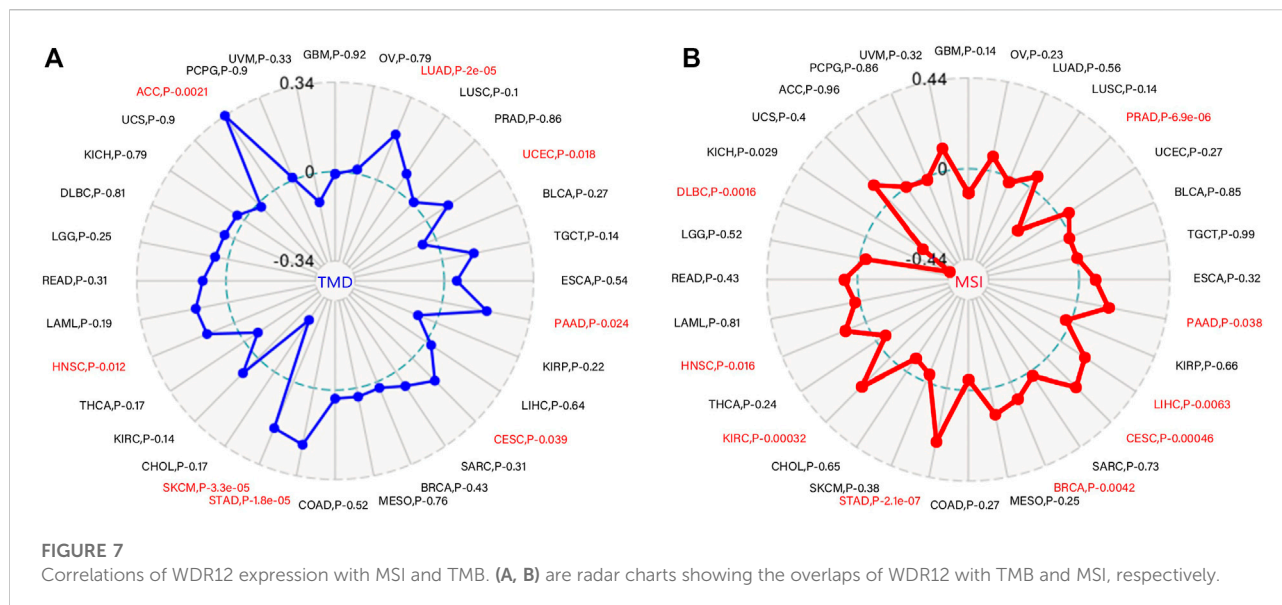 A
GBM,P-0.92
OV,P-0.79
LUAD,P-2e-05
LUSC,P-0.1
PRAD,P-0.86
UCEC,P-0.018
BLCA,P-0.27
TGCT,P-0.14
ESCA,P-0.54
PAAD,P-0.024
KIRP,P-0.22
LIHC,P-0.64
CESC,P-0.039
SARC,P-0.31
BRCA,P-0.43
MESO,P-0.76
COAD,P-0.52
STAD,P-1.8e-05
SKCM,P-3.3e-05
CHOL,P-0.17
KIRC,P-0.14
THCA,P-0.17
HNSC,P-0.012
LAML,P-0.19
READ,P-0.31
LGG,P-0.25
DLBC,P-0.81
KICH,P-0.79
UCS,P-0.9
ACC,P-0.0021
PCPG,P-0.9
UVM,P-0.33
0.34
0
-0.34
TMD
B
GBM,P-0.14
OV,P-0.23
LUAD,P-0.56
LUSC,P-0.14
PRAD,P-6.9e-06
UCEC,P-0.27
BLCA,P-0.85
TGCT,P-0.99
ESCA,P-0.32
PAAD,P-0.038
KIRP,P-0.66
LIHC,P-0.0063
CESC,P-0.00046
SARC,P-0.73
BRCA,P-0.0042
MESO,P-0.25
COAD,P-0.27
STAD,P-2.1e-07
SKCM,P-0.38
CHOL,P-0.65
KIRC,P-0.00032
THCA,P-0.24
HNSC,P-0.016
LAML,P-0.81
READ,P-0.43
LGG,P-0.52
DLBC,P-0.0016
KICH,P-0.029
UCS,P-0.4
ACC,P-0.96
PCPG,P-0.86
UVM,P-0.32
0.44
0
-0.44
MSI
FIGURE 7
Correlations of WDR12 expression with MSI and TMB. (A, B) are radar charts showing the overlaps of WDR12 with TMB and MSI, respectively.